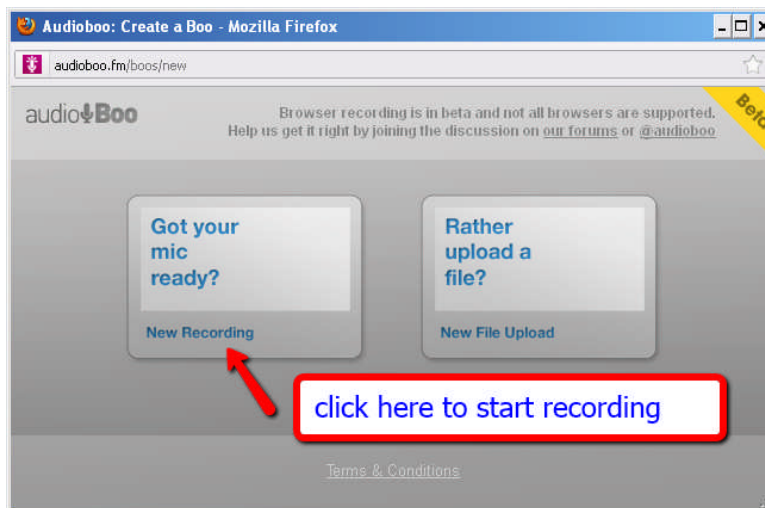 Audioboo: Create a Boo - Mozilla Firefox
audioboo.fm/boos/new
audioBoo
Browser recording is in beta and not all browsers are supported.
Help us get it right by joining the discussion on our forums or @audioboo
Beta
Got your
mic
ready?
New Recording
Rather
upload a
file?
New File Upload
click here to start recording
Terms & Conditions